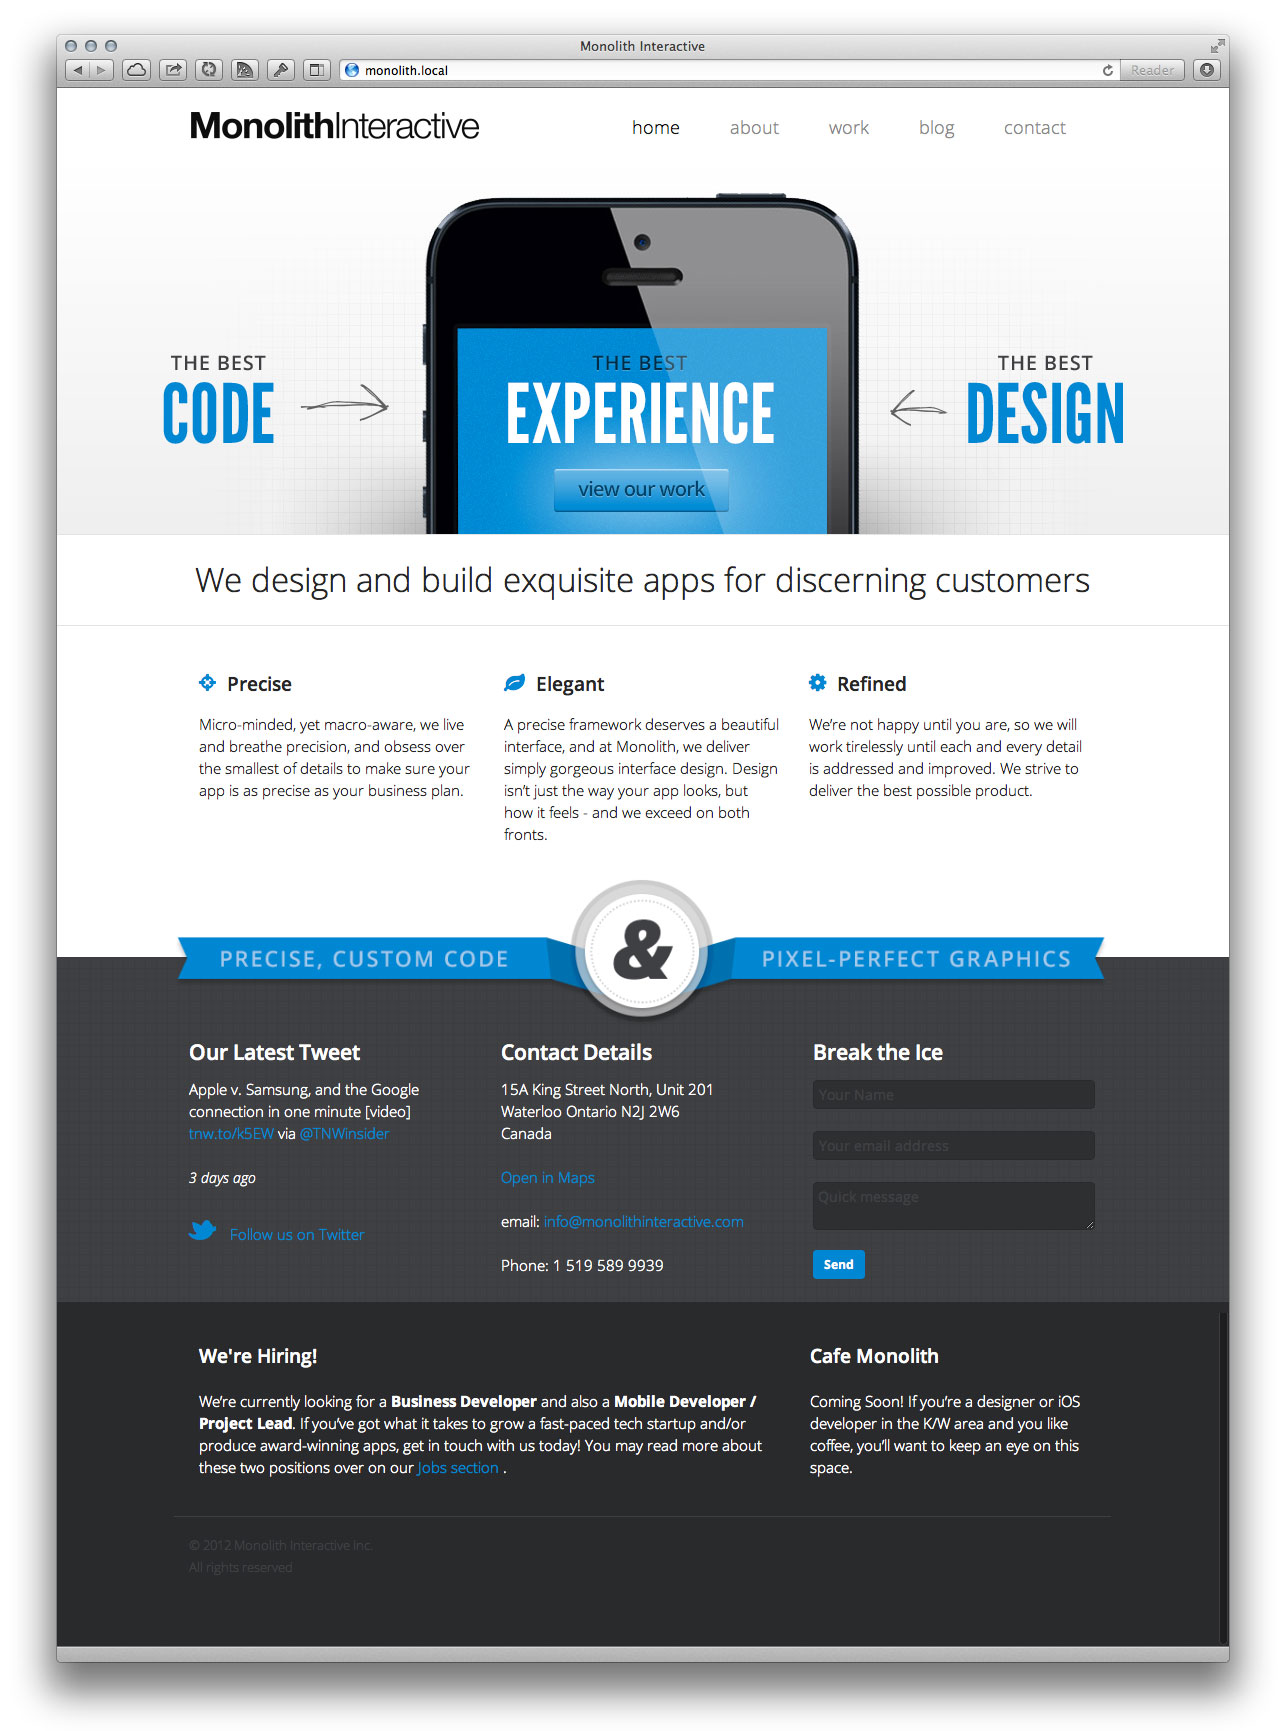 Monolith Interactive
monolith.local
Reader
MonolithInteractive
home about work blog contact
THE BEST
CODE
THE BEST
EXPERIENCE
view our work
THE BEST
DESIGN
We design and build exquisite apps for discerning customers
Precise
Micro-minded, yet macro-aware, we live
and breathe precision, and obsess over
the smallest of details to make sure your
app is as precise as your business plan.
Elegant
A precise framework deserves a beautiful
interface, and at Monolith, we deliver
simply gorgeous interface design. Design
isn’t just the way your app looks, but
how it feels - and we exceed on both
fronts.
Refined
We’re not happy until you are, so we will
work tirelessly until each and every detail
is addressed and improved. We strive to
deliver the best possible product.
PRECISE, CUSTOM CODE & PIXEL-PERFECT GRAPHICS
Our Latest Tweet
Apple v. Samsung, and the Google
connection in one minute [video]
tnw.to/k5EW via @TNWinsider
3 days ago
Follow us on Twitter
Contact Details
15A King Street North, Unit 201
Waterloo Ontario N2J 2W6
Canada
Open in Maps
email: info@monolithinteractive.com
Phone: 1 519 589 9939
Break the Ice
Your Name
Your email address
Quick message
Send
We're Hiring!
We’re currently looking for a Business Developer and also a Mobile Developer /
Project Lead. If you’ve got what it takes to grow a fast-paced tech startup and/or
produce award-winning apps, get in touch with us today! You may read more about
these two positions over on our Jobs section .
Cafe Monolith
Coming Soon! If you’re a designer or iOS
developer in the K/W area and you like
coffee, you’ll want to keep an eye on this
space.
© 2012 Monolith Interactive Inc.
All rights reserved